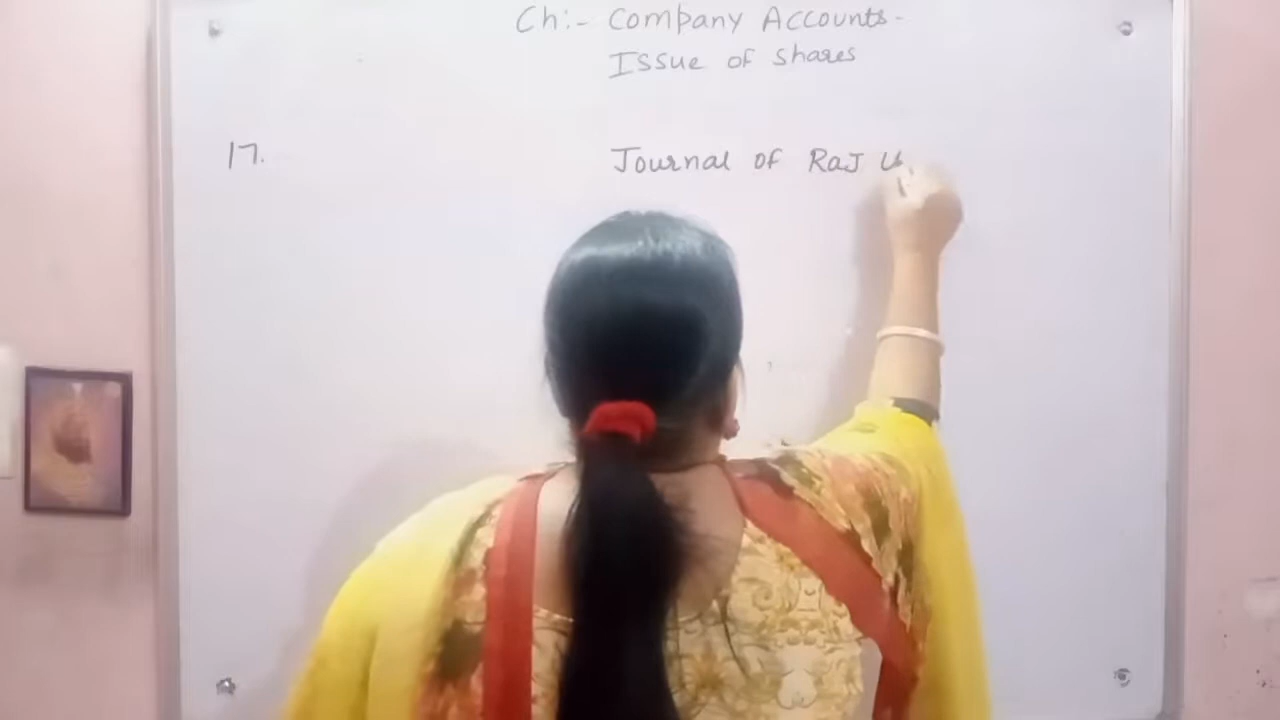 Ch:- Company Accounts-
Issue of Shares
17.
Journal of Raj